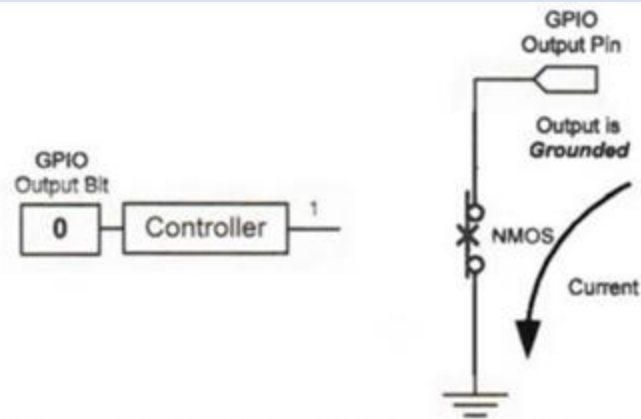 GPIO
Output Pin
Output is
Grounded
GPIO
Output Bit
0
Controller
1
NMOS
Current